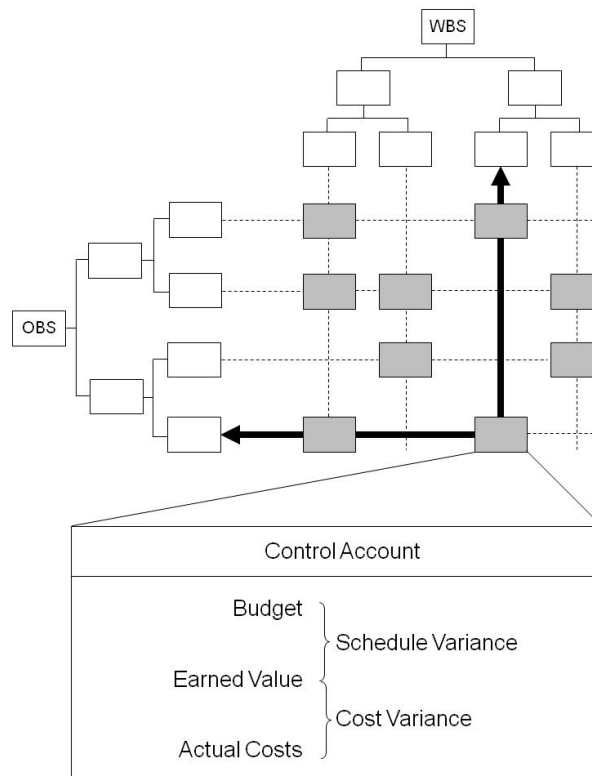 WBS
OBS
Control Account
Budget
Schedule Variance
Earned Value
Cost Variance
Actual Costs